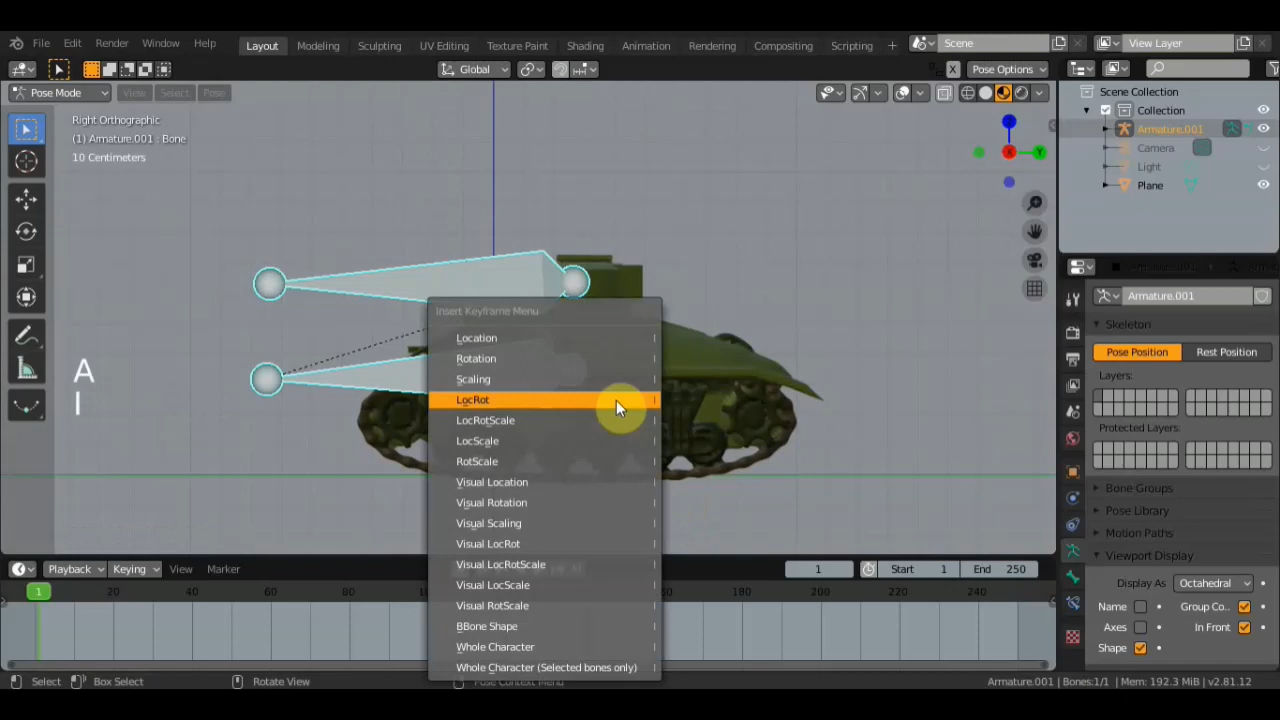 File Edit Render Window Help Layout Modeling Sculpting UV Editing Texture Paint Shading Animation Rendering Compositing Scripting + Scene View Layer
Global X Pose Options
Pose Mode View Select Pose
Scene Collection
Collection
Armature.001
Camera
Light
Plane
Right Orthographic
(1) Armature.001 : Bone
10 Centimeters
Z
X
Y
A
I
Insert Keyframe Menu
Location I
Rotation I
Scaling I
LocRot
LocRotScale I
LocScale I
RotScale I
Visual Location I
Visual Rotation I
Visual Scaling I
Visual LocRot I
Visual LocRotScale I
Visual LocScale I
Visual RotScale I
BBone Shape I
Whole Character I
Whole Character (Selected bones only) I
Armature.001
Armature.001
Skeleton
Pose Position Rest Position
Layers:
Protected Layers:
Bone Groups
Pose Library
Motion Paths
Viewport Display
Display As Octahedral
Name Group Co..
Axes In Front
Shape
Playback Keying View Marker 1 Start 1 End 250
1 20 40 60 80 100 160 180 200 220 240
Select Box Select Rotate View Pose Context Menu Armature.001 | Bones:1/1 | Mem: 192.3 MiB | v2.81.12